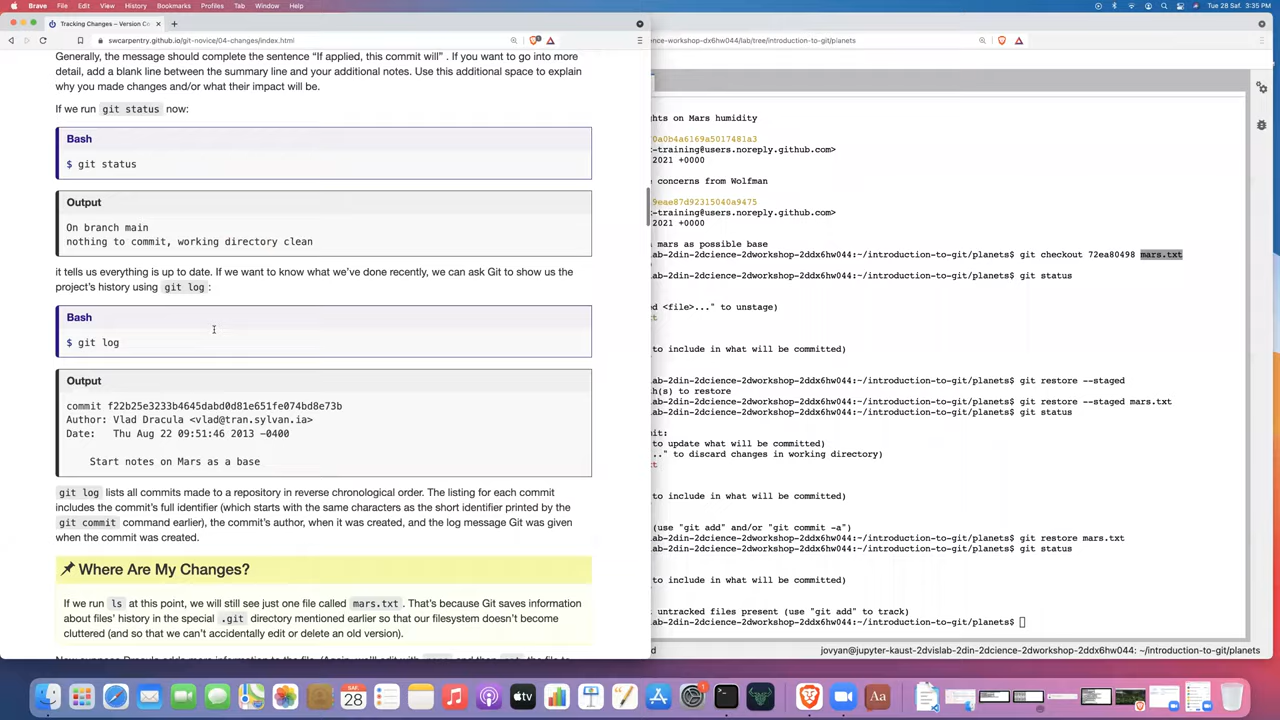 Brave File Edit View History Bookmarks Profiles Tab Window Help Tue 28 Saf. 3:35 PM
Tracking Changes – Version Co
swcarpentry.github.io/git-novice/04-changes/index.html
Generally, the message should complete the sentence “If applied, this commit will” . If you want to go into more
detail, add a blank line between the summary line and your additional notes. Use this additional space to explain
why you made changes and/or what their impact will be.
If we run git status now:
Bash
$ git status
Output
On branch main
nothing to commit, working directory clean
it tells us everything is up to date. If we want to know what we’ve done recently, we can ask Git to show us the
project’s history using git log :
Bash
$ git log
Output
commit f22b25e3233b4645dabd0d81e651fe074bd8e73b
Author: Vlad Dracula <vlad@tran.sylvan.ia>
Date: Thu Aug 22 09:51:46 2013 -0400
Start notes on Mars as a base
git log lists all commits made to a repository in reverse chronological order. The listing for each commit
includes the commit’s full identifier (which starts with the same characters as the short identifier printed by the
git commit command earlier), the commit’s author, when it was created, and the log message Git was given
when the commit was created.
Where Are My Changes?
If we run ls at this point, we will still see just one file called mars.txt . That’s because Git saves information
about files’ history in the special .git directory mentioned earlier so that our filesystem doesn’t become
cluttered (and so that we can’t accidentally edit or delete an old version).
cience-workshop-dx6hw044/lab/tree/introduction-to-git/planets
ghts on Mars humidity
0a0b4a6169a5017481a3
-training@users.noreply.github.com>
2021 +0000
concerns from Wolfman
9eae87d92315040a9475
-training@users.noreply.github.com>
2021 +0000
mars as possible base
lab-2din-2dcience-2dworkshop-2ddx6hw044:~/introduction-to-git/planets$ git checkout 72ea80498 mars.txt
lab-2din-2dcience-2dworkshop-2ddx6hw044:~/introduction-to-git/planets$ git status
ed <file>..." to unstage)
to include in what will be committed)
lab-2din-2dcience-2dworkshop-2ddx6hw044:~/introduction-to-git/planets$ git restore --staged
h(s) to restore
lab-2din-2dcience-2dworkshop-2ddx6hw044:~/introduction-to-git/planets$ git restore --staged mars.txt
lab-2din-2dcience-2dworkshop-2ddx6hw044:~/introduction-to-git/planets$ git status
it:
to update what will be committed)
.." to discard changes in working directory)
to include in what will be committed)
(use "git add" and/or "git commit -a")
lab-2din-2dcience-2dworkshop-2ddx6hw044:~/introduction-to-git/planets$ git restore mars.txt
lab-2din-2dcience-2dworkshop-2ddx6hw044:~/introduction-to-git/planets$ git status
to include in what will be committed)
untracked files present (use "git add" to track)
lab-2din-2dcience-2dworkshop-2ddx6hw044:~/introduction-to-git/planets$
jovyan@jupyter-kaust-2dvislab-2din-2dcience-2dworkshop-2ddx6hw044: ~/introduction-to-git/planets